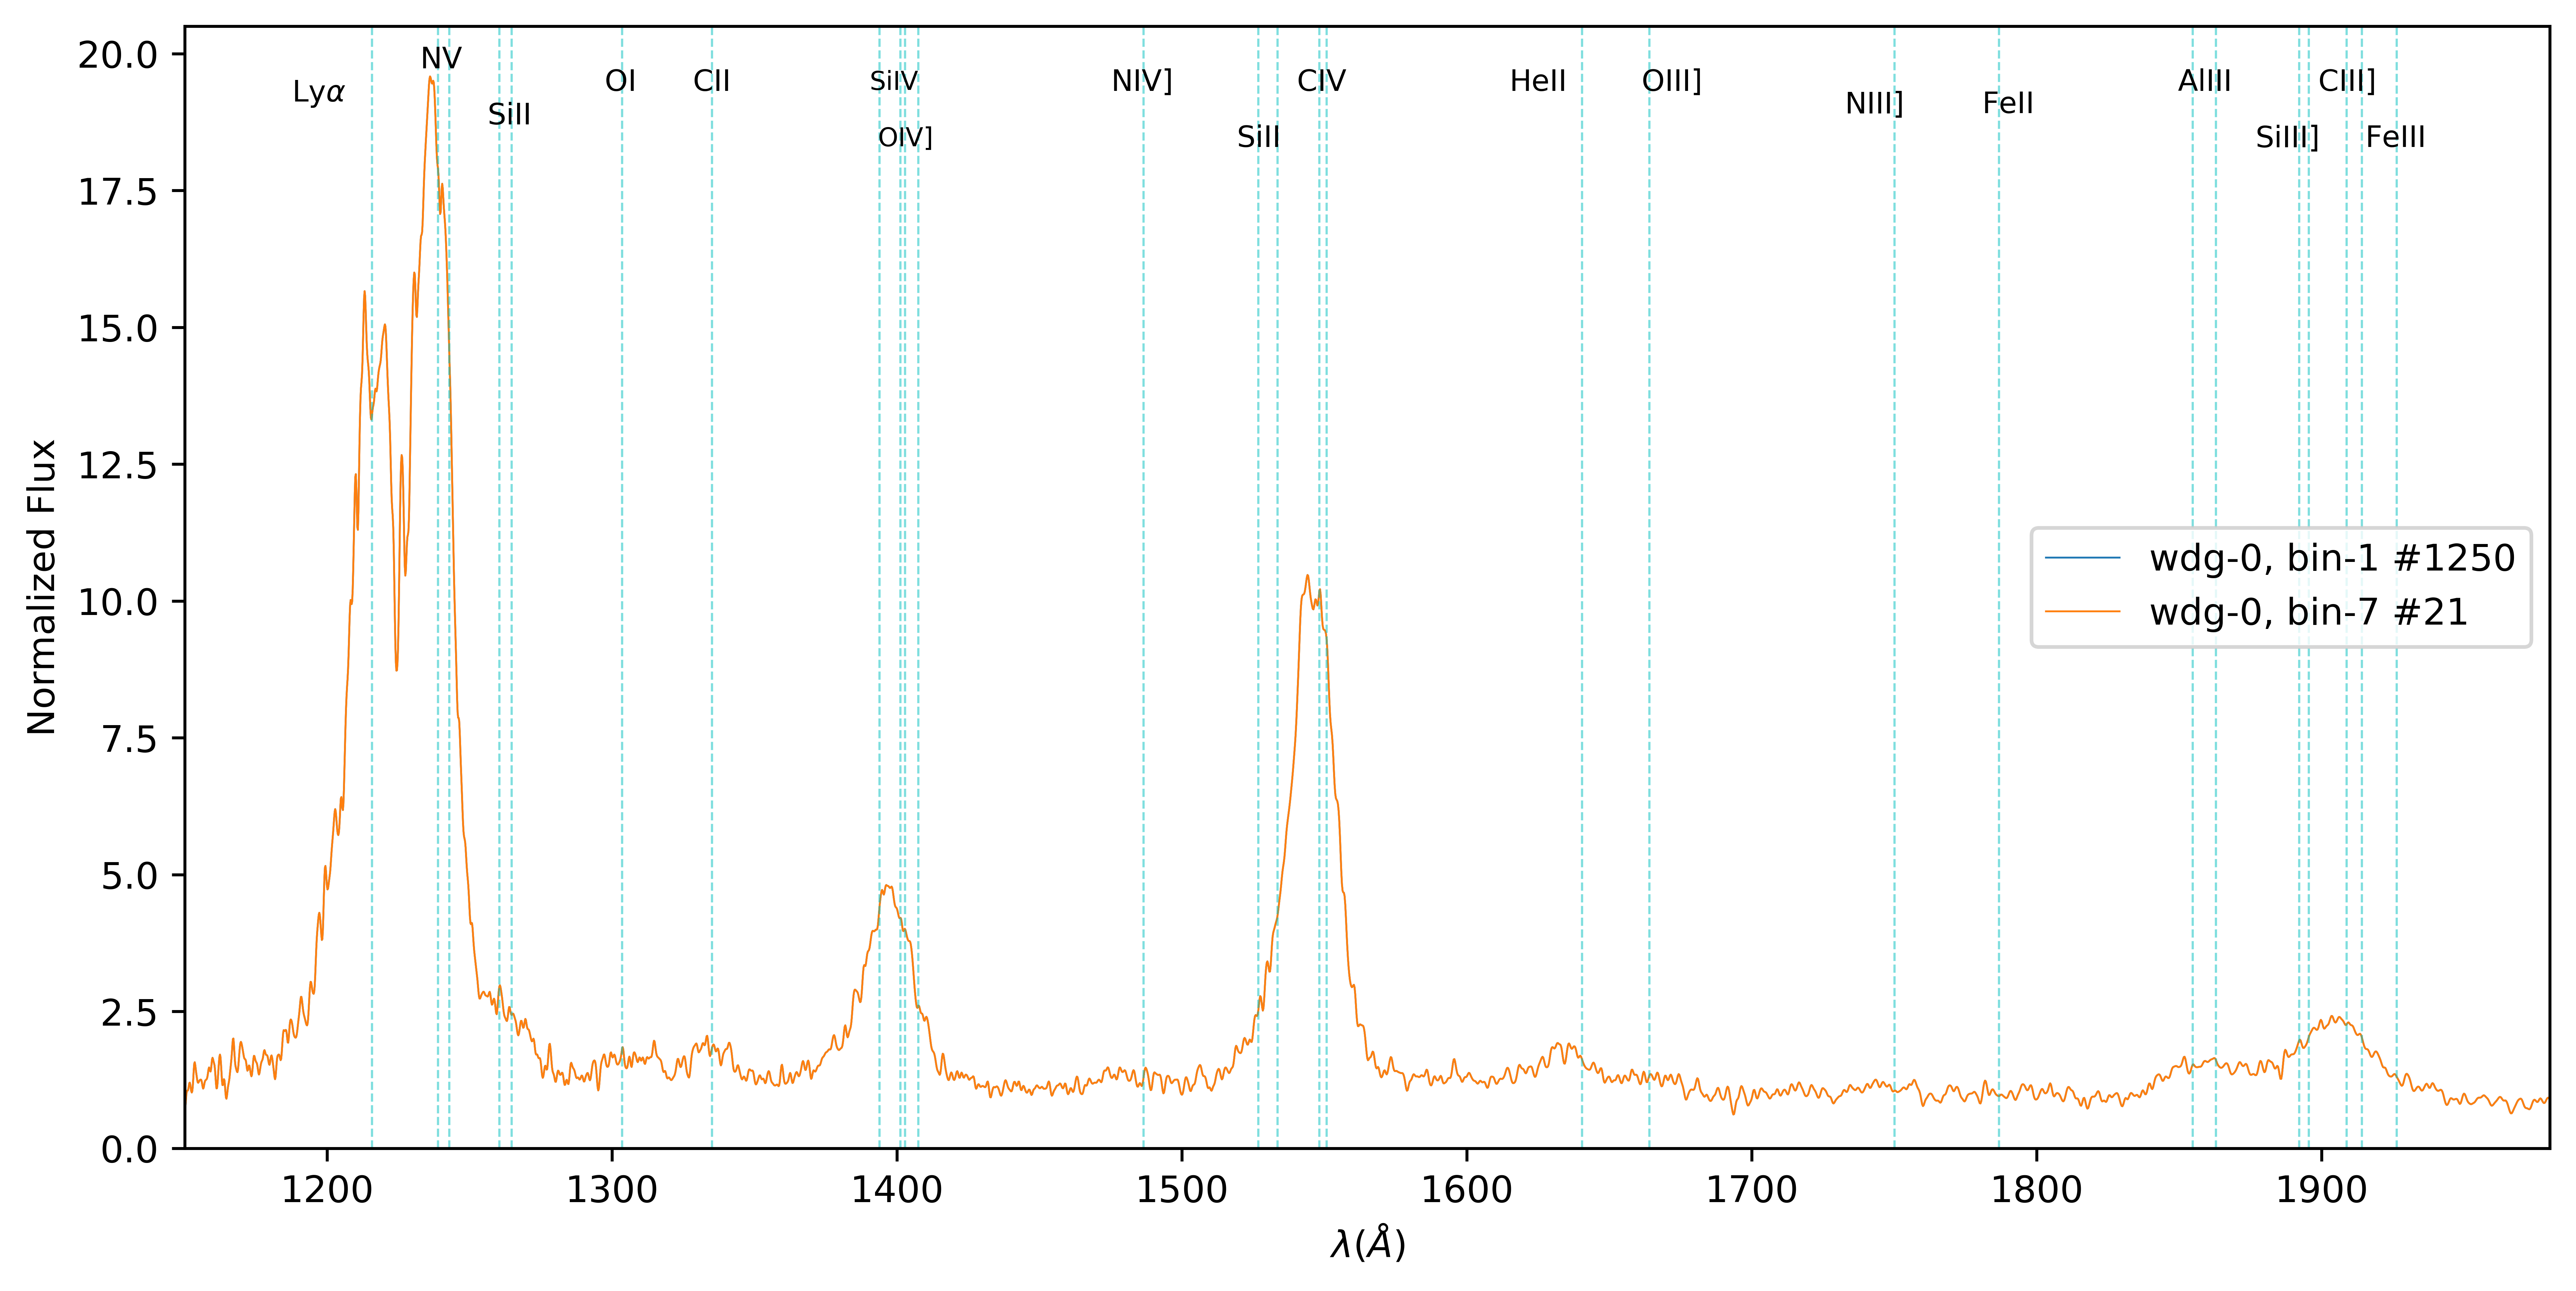 NV
Lyα
SiII
OI
CII
SiIV
OIV]
NIV]
SiII
CIV
HeII
OIII]
NIII]
FeII
AlIII
SiIII]
CIII]
FeIII
20.0
17.5
15.0
12.5
10.0
7.5
5.0
2.5
0.0
Normalized Flux
wdg-0, bin-1 #1250
wdg-0, bin-7 #21
1200 1300 1400 1500 1600 1700 1800 1900
λ(Å)